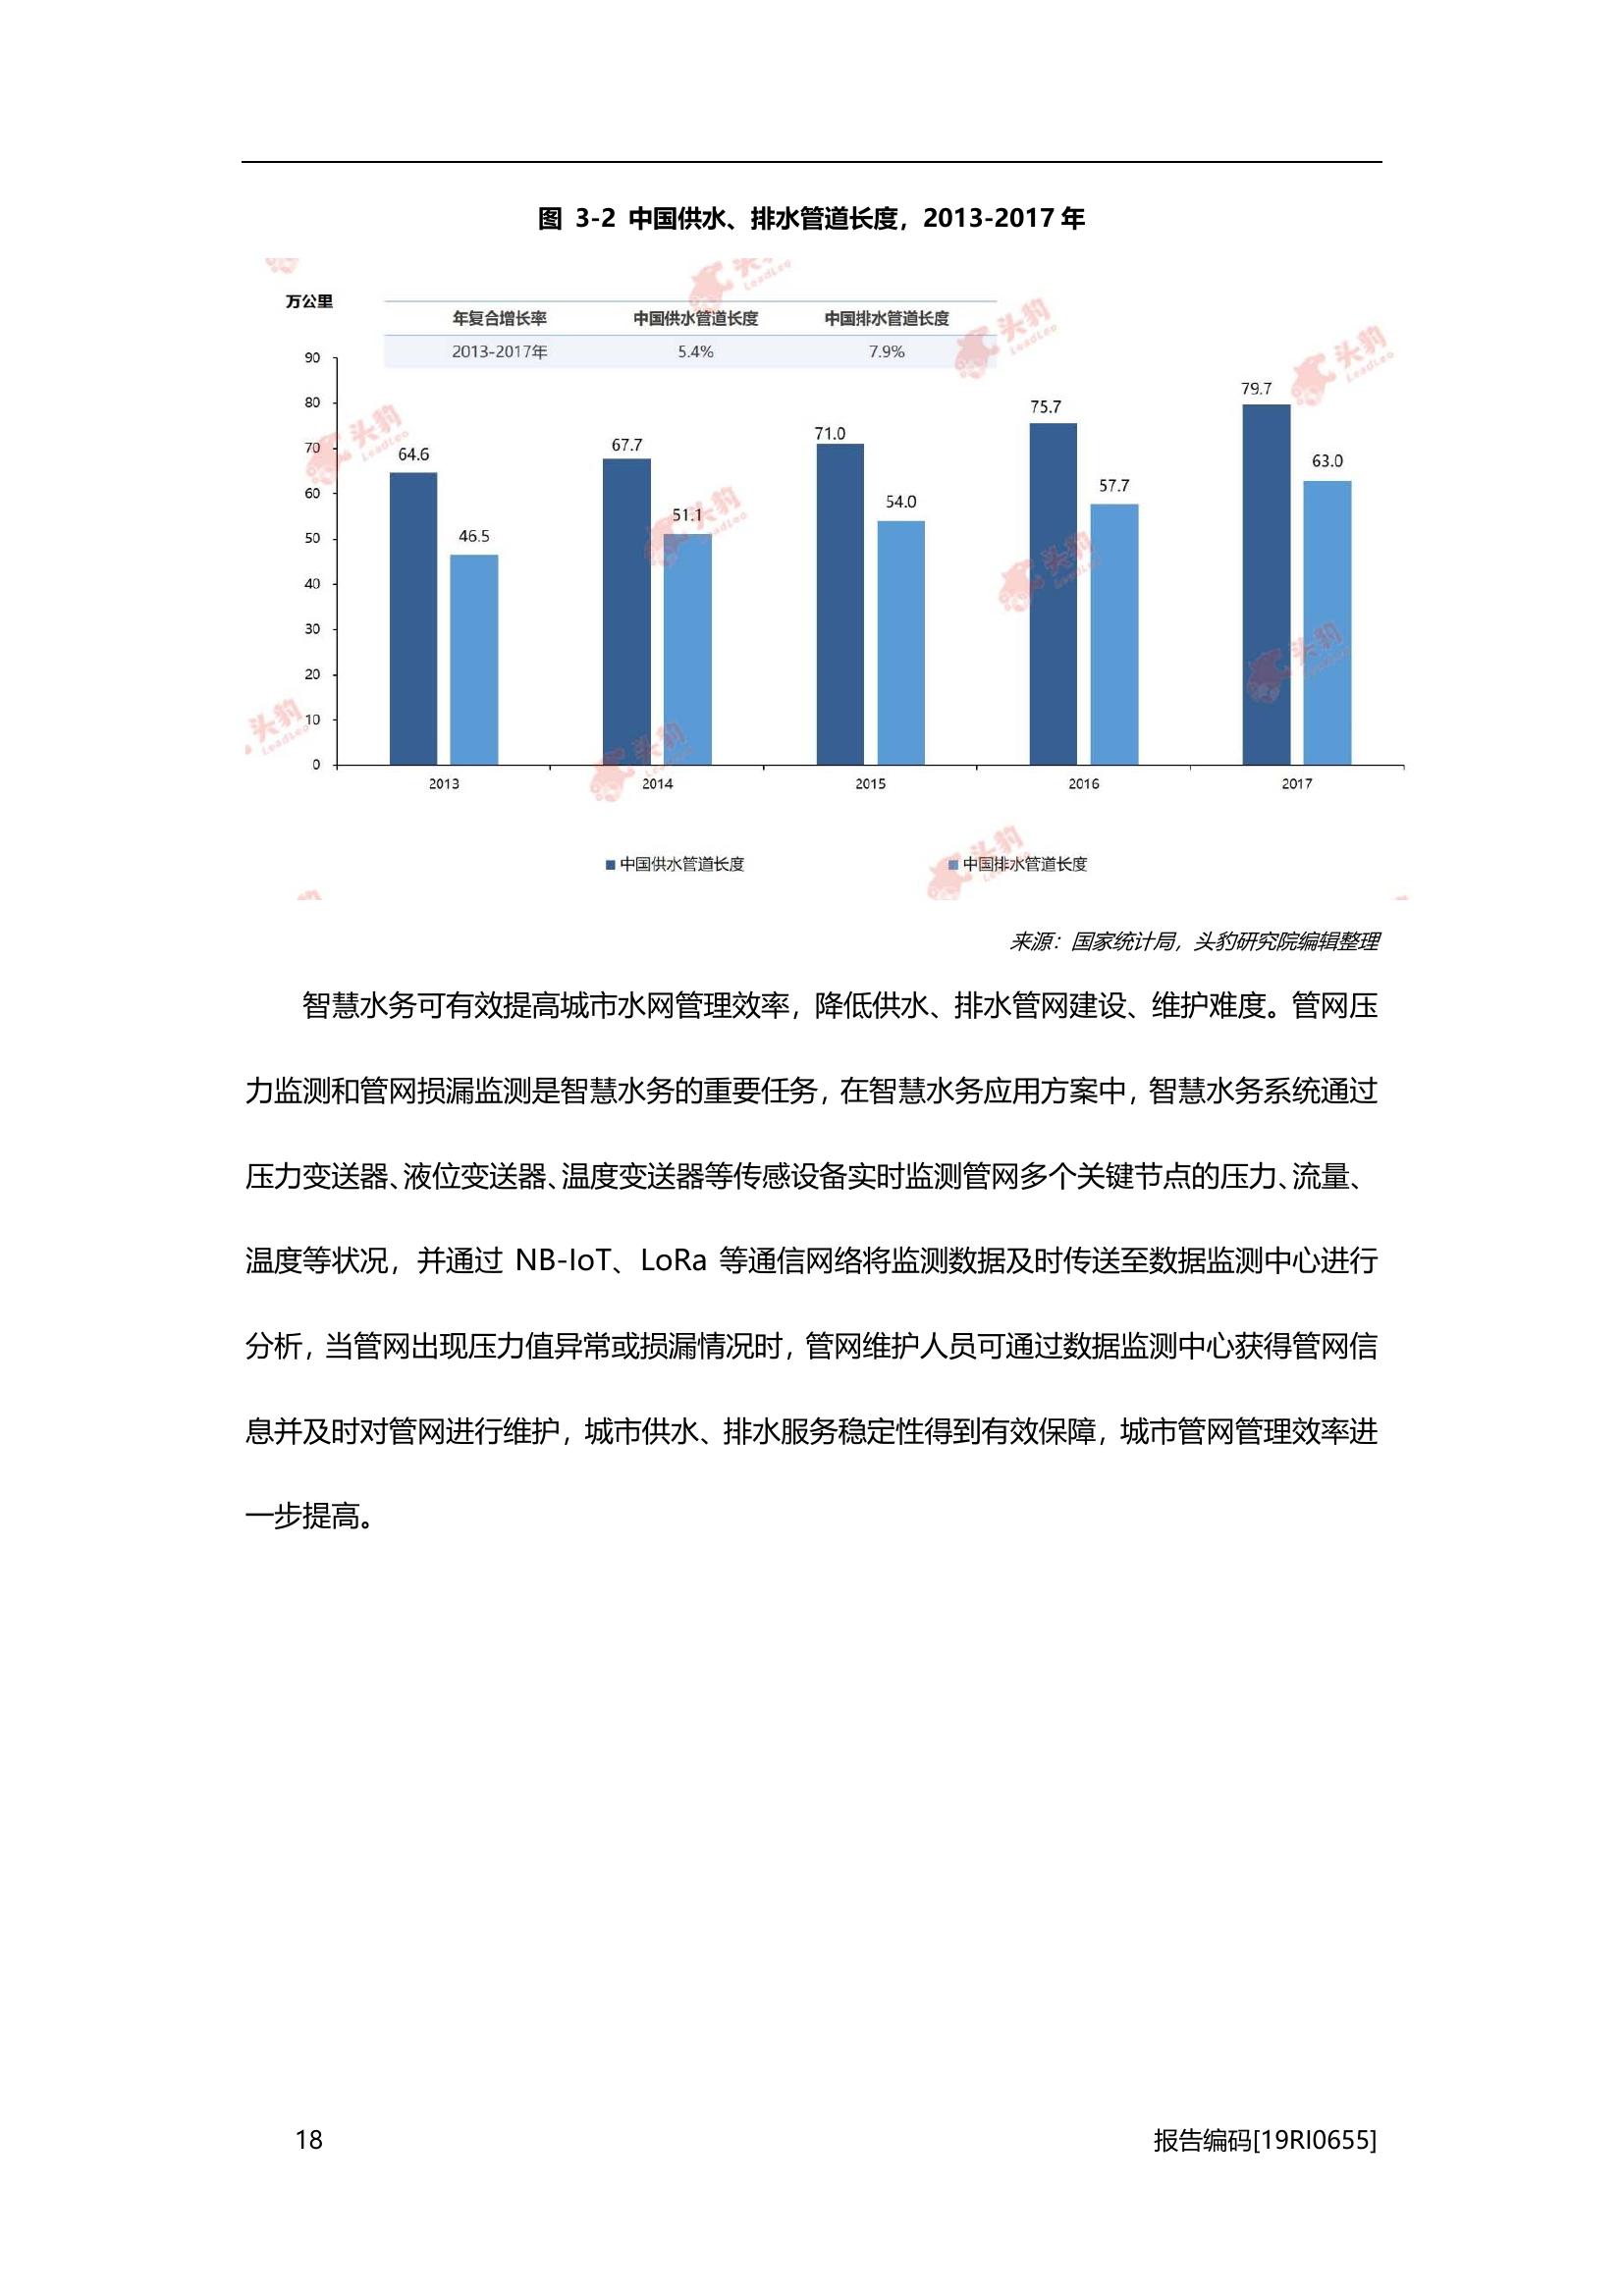 图 3-2 中国供水、排水管道长度，2013-2017 年
万公里
年复合增长率 中国供水管道长度 中国排水管道长度
2013-2017年 5.4% 7.9%
90
80
70
60
50
40
30
20
10
0
64.6
46.5
67.7
51.1
71.0
54.0
75.7
57.7
79.7
63.0
2013 2014 2015 2016 2017
中国供水管道长度 中国排水管道长度
头豹
LeadLeo
来源：国家统计局，头豹研究院编辑整理
智慧水务可有效提高城市水网管理效率，降低供水、排水管网建设、维护难度。管网压
力监测和管网损漏监测是智慧水务的重要任务，在智慧水务应用方案中，智慧水务系统通过
压力变送器、液位变送器、温度变送器等传感设备实时监测管网多个关键节点的压力、流量、
温度等状况，并通过 NB-IoT、LoRa 等通信网络将监测数据及时传送至数据监测中心进行
分析，当管网出现压力值异常或损漏情况时，管网维护人员可通过数据监测中心获得管网信
息并及时对管网进行维护，城市供水、排水服务稳定性得到有效保障，城市管网管理效率进
一步提高。
18 报告编码[19RI0655]